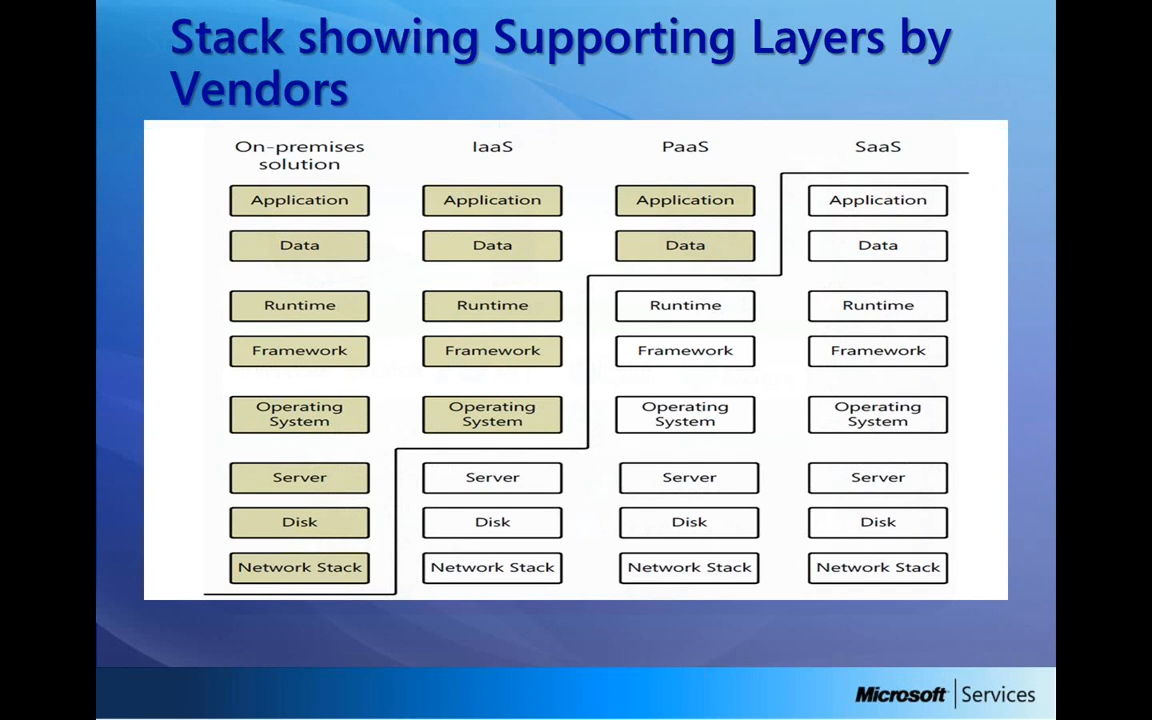 Stack showing Supporting Layers by
Vendors
On-premises
solution
IaaS
PaaS
SaaS
Application
Application
Application
Application
Data
Data
Data
Data
Runtime
Runtime
Runtime
Runtime
Framework
Framework
Framework
Framework
Operating
System
Operating
System
Operating
System
Operating
System
Server
Server
Server
Server
Disk
Disk
Disk
Disk
Network Stack
Network Stack
Network Stack
Network Stack
Microsoft Services